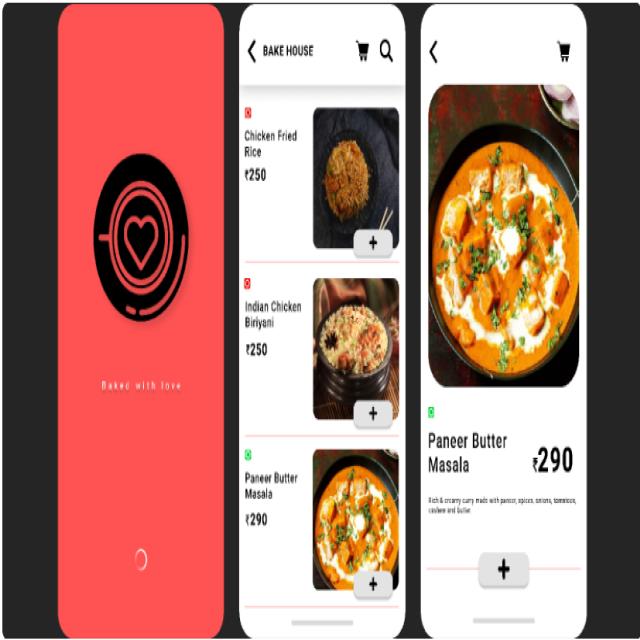 Baked with love
BAKE HOUSE
Chicken Fried
Rice
₹250
Indian Chicken
Biriyani
₹250
Paneer Butter
Masala
₹290
Paneer Butter
Masala
₹290
Rich & creamy curry made with paneer, spices, onions, tomatoes,
cashew and butter.